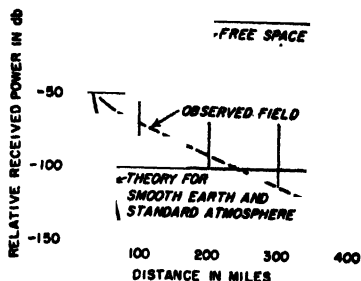 FREE SPACE
RELATIVE RECEIVED POWER IN db
-50
-100
-150
OBSERVED FIELD
THEORY FOR
SMOOTH EARTH AND
STANDARD ATMOSPHERE
100 200 300 400
DISTANCE IN MILES